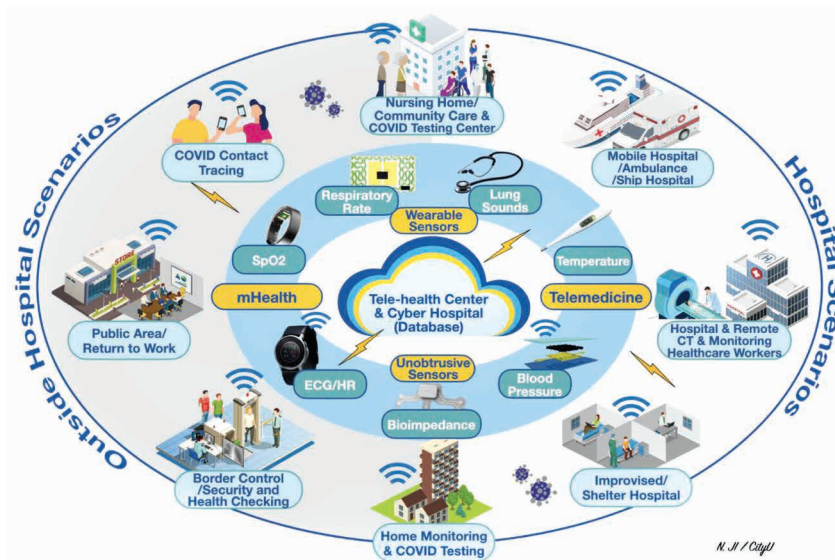 Nursing Home/
Community Care &
COVID Testing Center
COVID Contact
Tracing
Mobile Hospital
/Ambulance
/Ship Hospital
Outside Hospital Scenarios
Hospital Scenarios
Respiratory
Rate
Lung
Sounds
Wearable
Sensors
SpO2
Temperature
STORE
mHealth
Tele-health Center
& Cyber Hospital
(Database)
Telemedicine
H
Public Area/
Return to Work
Hospital & Remote
CT & Monitoring
Healthcare Workers
ECG/HR
Unobtrusive
Sensors
Blood
Pressure
Bioimpedance
Border Control
/Security and
Health Checking
Improvised/
Shelter Hospital
Home Monitoring
& COVID Testing
N. JI / CityU